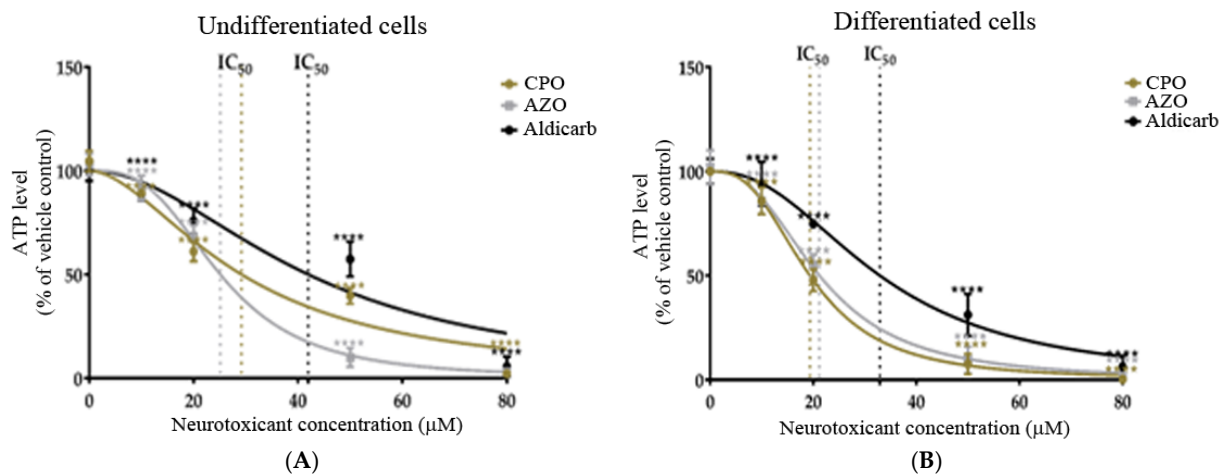 Undifferentiated cells
IC50 IC50
150
100
50
0
ATP level
(% of vehicle control)
CPO
AZO
Aldicarb
****
****
****
****
****
****
****
****
****
****
****
0 20 40 60 80
Neurotoxicant concentration (μM)
(A)
Differentiated cells
IC50 IC50
150
100
50
0
ATP level
(% of vehicle control)
CPO
AZO
Aldicarb
****
****
****
****
****
****
****
****
****
****
0 20 40 60 80
Neurotoxicant concentration (μM)
(B)